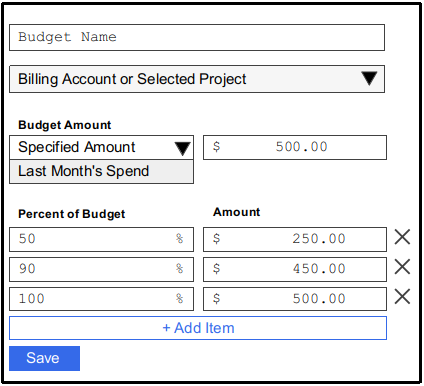 Budget Name
Billing Account or Selected Project
Budget Amount
Specified Amount $ 500.00
Last Month's Spend
Percent of Budget Amount
50 % $ 250.00
90 % $ 450.00
100 % $ 500.00
+ Add Item
Save